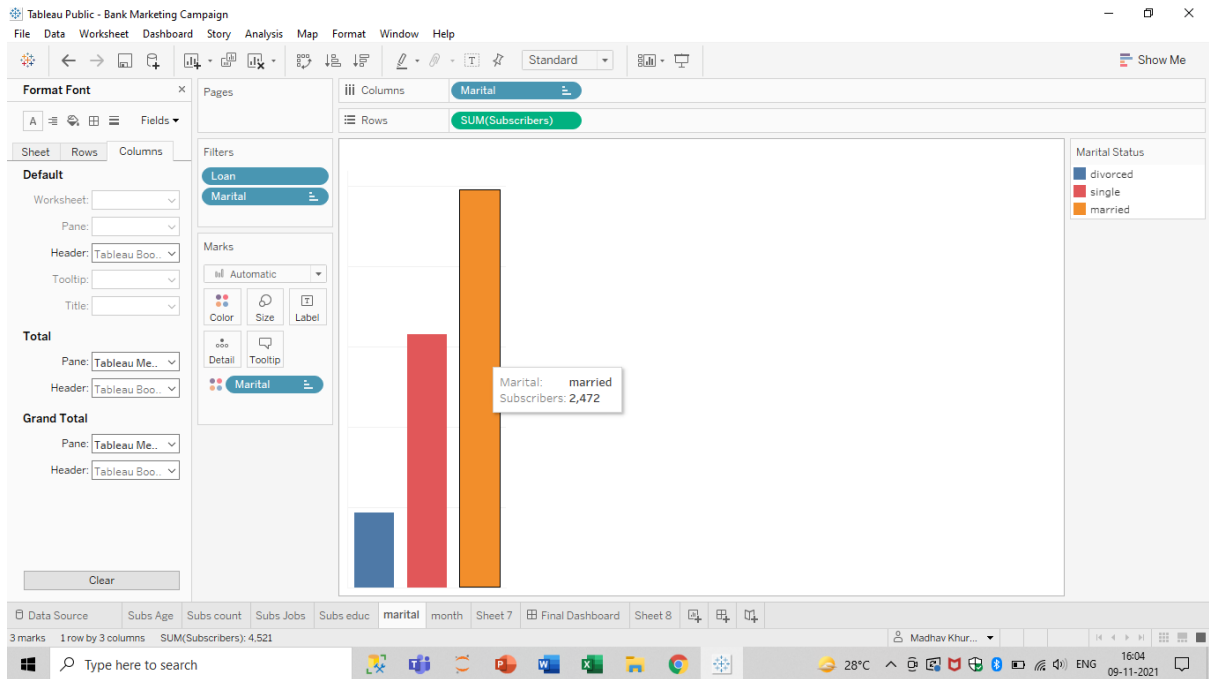 Tableau Public - Bank Marketing Campaign
File Data Worksheet Dashboard Story Analysis Map Format Window Help
Standard
Show Me
Format Font
Fields
Sheet Rows Columns
Default
Worksheet:
Pane:
Header: Tableau Boo..
Tooltip:
Title:
Total
Pane: Tableau Me..
Header: Tableau Boo..
Grand Total
Pane: Tableau Me..
Header: Tableau Boo..
Clear
Pages
Filters
Loan
Marital
Marks
Automatic
Color Size Label
Detail Tooltip
Marital
Columns Marital
Rows SUM(Subscribers)
Marital: married
Subscribers: 2,472
Marital Status
divorced
single
married
Data Source Subs Age Subs count Subs Jobs Subs educ marital month Sheet 7 Final Dashboard Sheet 8
3 marks 1 row by 3 columns SUM(Subscribers): 4,521 Madhav Khur...
Type here to search 28°C ENG 16:04
09-11-2021